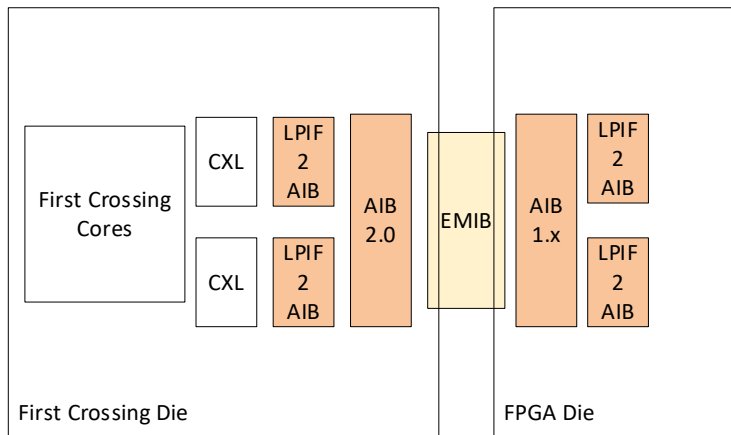 First Crossing
Cores
CXL
CXL
LPIF
2
AIB
LPIF
2
AIB
AIB
2.0
EMIB
AIB
1.x
LPIF
2
AIB
LPIF
2
AIB
First Crossing Die
FPGA Die